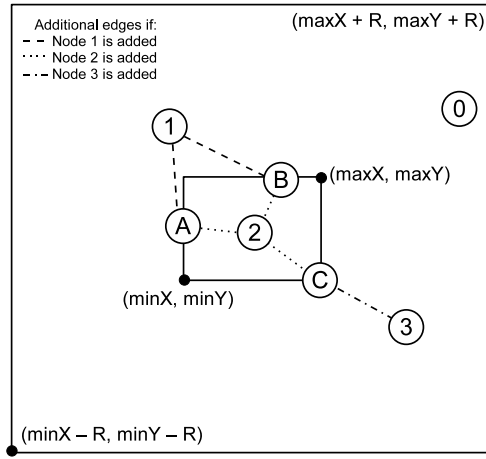 (maxX + R, maxY + R)
Additional edges if:
Node 1 is added
Node 2 is added
Node 3 is added
0
1
B
(maxX, maxY)
A
2
C
(minX, minY)
3
(minX – R, minY – R)